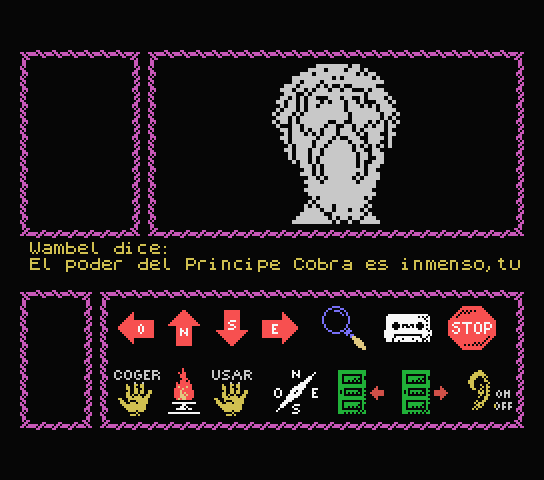 Wambel dice:
El poder del Principe Cobra es inmenso,tu
O N S E STOP
COGER USAR N
O E
S
ON
OFF